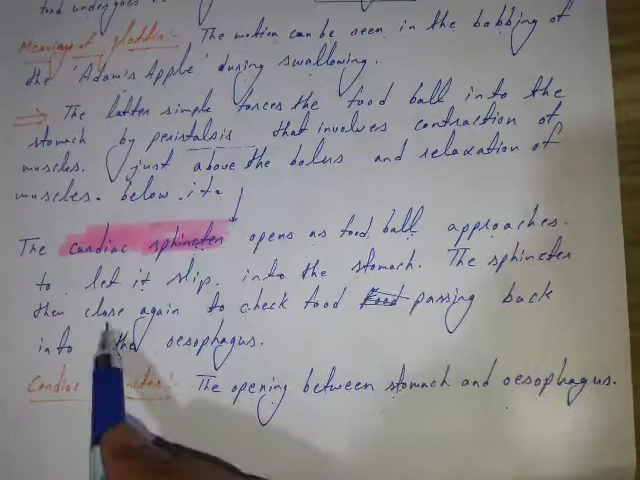 food undergoes
Meaning of : - The motion can be seen in the bobbing of
the 'Adam's Apple' during swallowing.
⇒ The latter simple forces the food ball into the
stomach by peristalsis that involves contraction of
muscles. just above the bolus and relaxation of
muscles. below. it.
The cardiac sphincter opens as food ball approaches.
to let it slip. into the stomach. The sphincter
then close again to check food passing back
into the oesophagus.
Cardiac : - The opening between stomach and oesophagus.